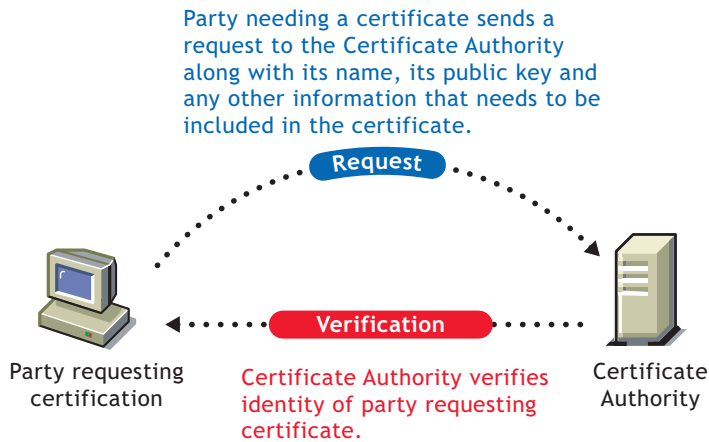 Party needing a certificate sends a
request to the Certificate Authority
along with its name, its public key and
any other information that needs to be
included in the certificate.
Request
Verification
Party requesting
certification
Certificate Authority verifies
identity of party requesting
certificate.
Certificate
Authority